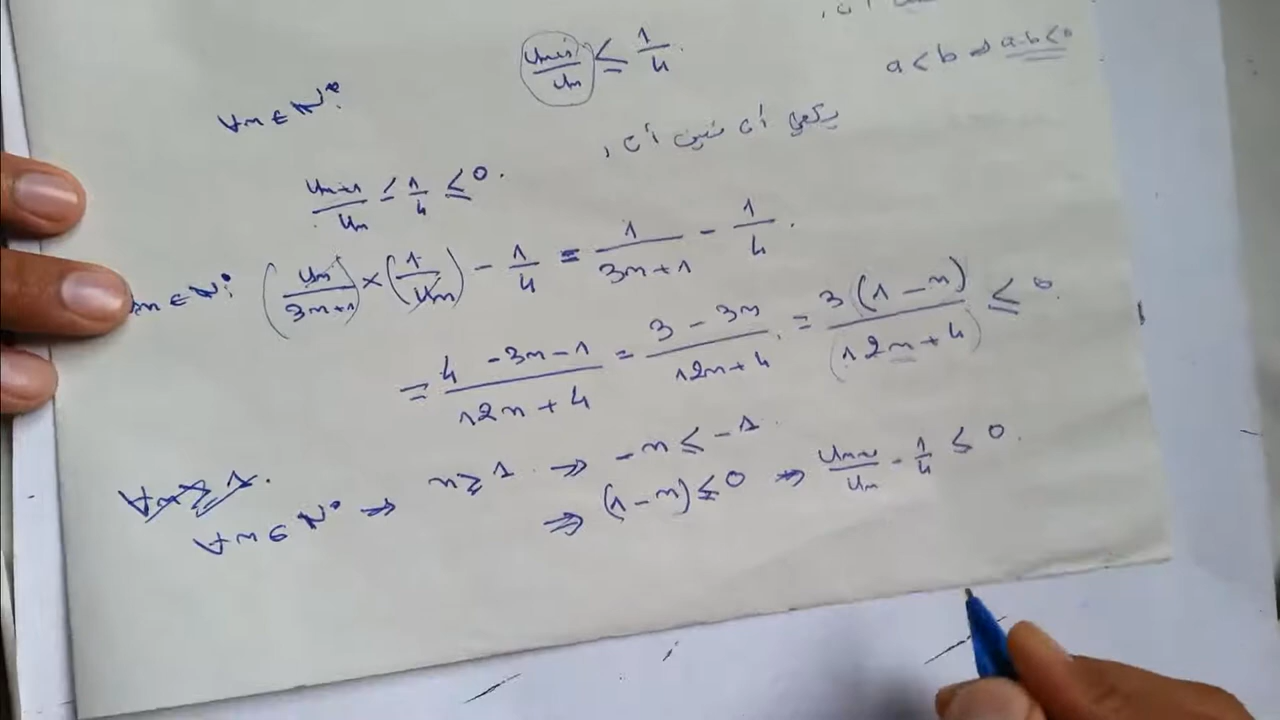 ∀n ∈ ℕ* : U_{n+1}/U_n ≤ 1/4 .
a < b ⇒ a-b < 0
يكفي أن نبين أن ,
U_{n+1}/U_n - 1/4 ≤ 0 .
∀n ∈ ℕ* : (U_n/(3n+1)) × (1/U_n) - 1/4 = 1/(3n+1) - 1/4 .
= (4 -3n-1)/(12n+4) = (3-3n)/(12n+4) = 3(1-n)/(12n+4) ≤ 0 .
∀n ∈ ℕ* ⇒ n ≥ 1 ⇒ -n ≤ -1 .
⇒ (1-n) ≤ 0 ⇒ U_{n+1}/U_n - 1/4 ≤ 0 .